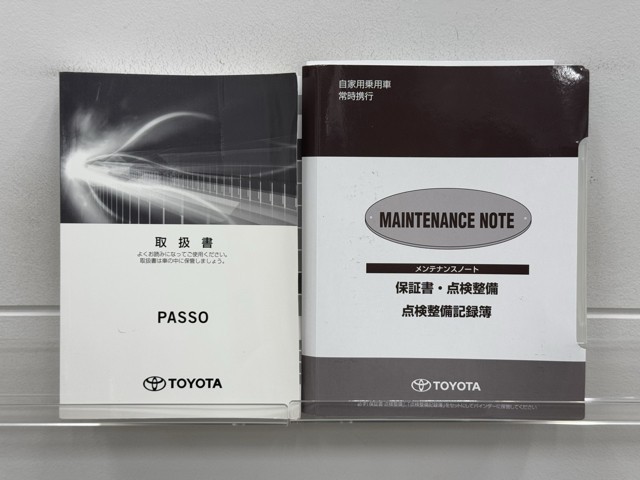 取扱書
よくお読みになってご使用ください。
取扱書は車の中に保管しましょう。
PASSO
TOYOTA
自家用乗用車
常時携行
MAINTENANCE NOTE
メンテナンスノート
保証書・点検整備
点検整備記録簿
TOYOTA